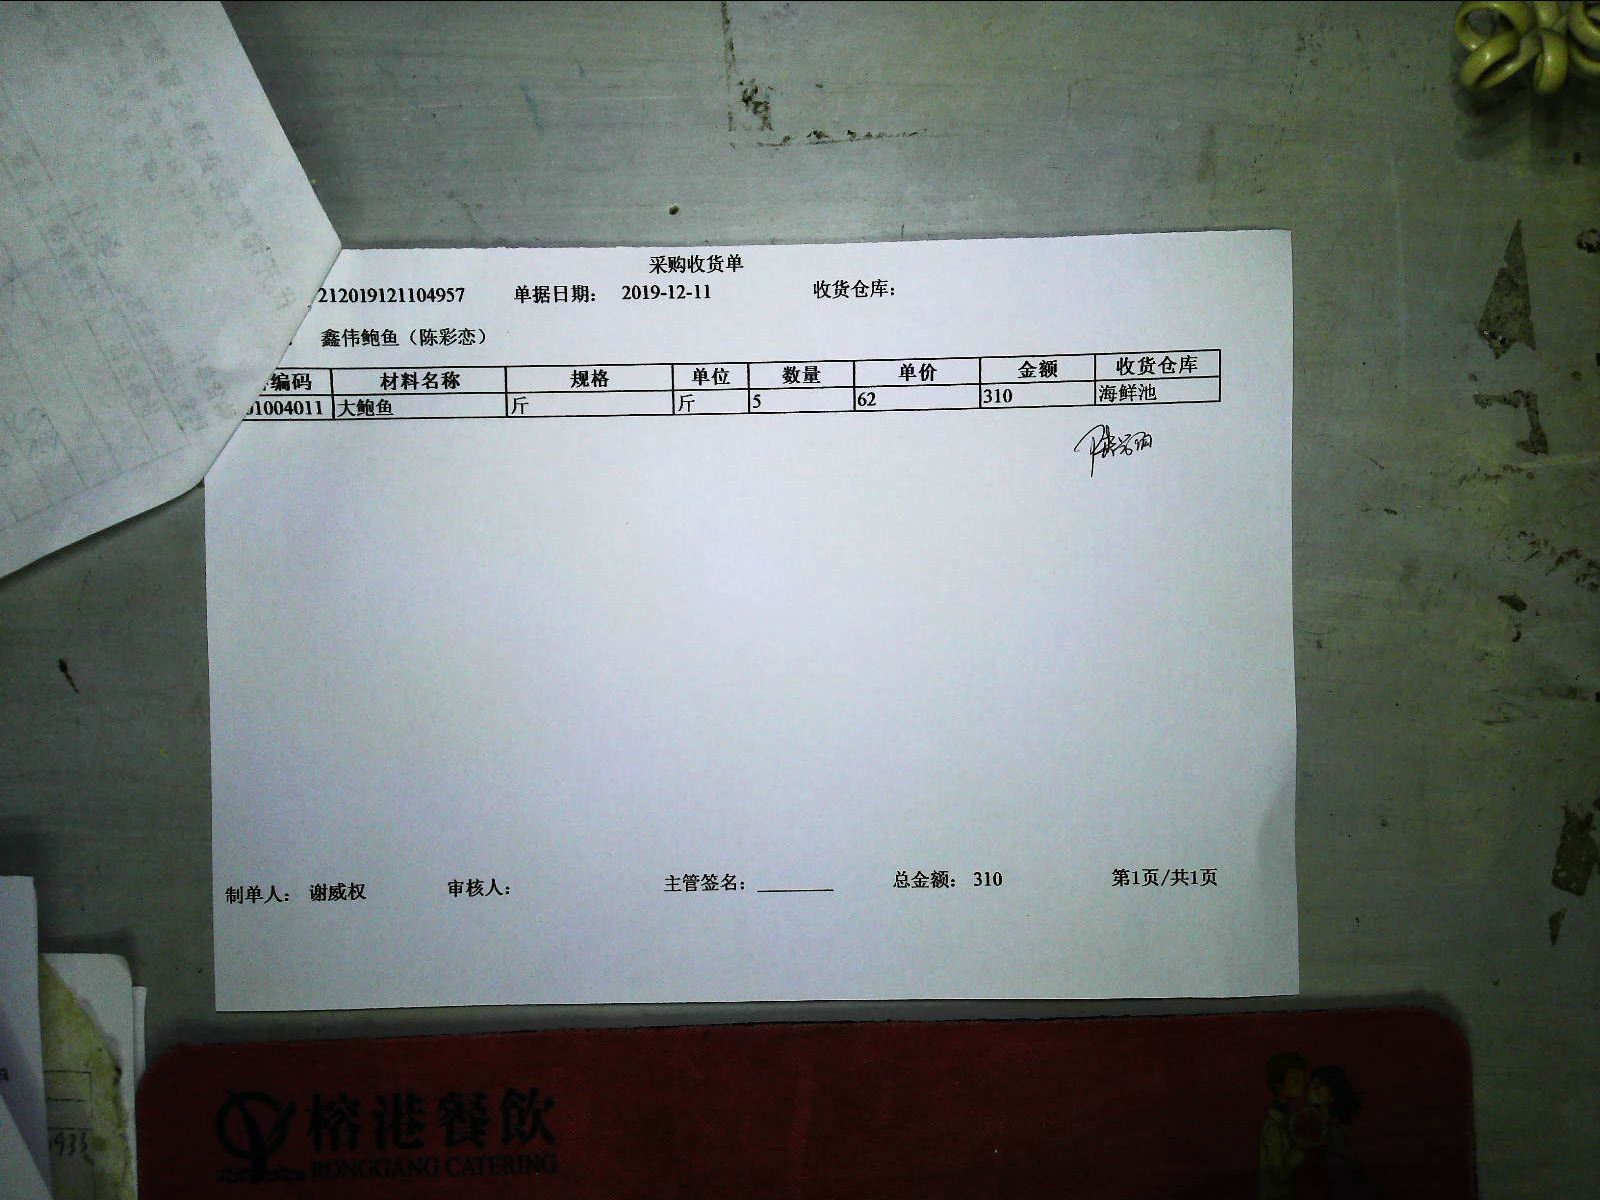 采购收货单
212019121104957 单据日期： 2019-12-11 收货仓库：
鑫伟鲍鱼（陈彩恋）
编码 材料名称 规格 单位 数量 单价 金额 收货仓库
01004011 大鲍鱼 斤 斤 5 62 310 海鲜池
制单人： 谢威权 审核人： 主管签名： ________ 总金额： 310 第1页/共1页
榕港餐飲
RONGGANG CATERING